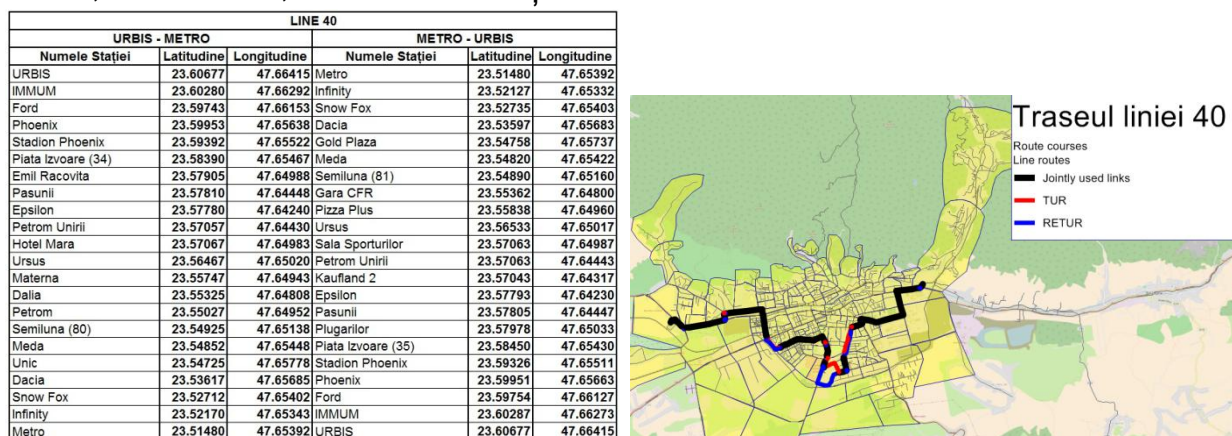 LINE 40
URBIS - METRO METRO - URBIS
Numele Stației Latitudine Longitudine Numele Stației Latitudine Longitudine
URBIS 23.60677 47.66415 Metro 23.51480 47.65392
IMMUM 23.60280 47.66292 Infinity 23.52127 47.65332
Ford 23.59743 47.66153 Snow Fox 23.52735 47.65403
Phoenix 23.59953 47.65638 Dacia 23.53597 47.65683
Stadion Phoenix 23.59392 47.65522 Gold Plaza 23.54758 47.65737
Piata Izvoare (34) 23.58390 47.65467 Meda 23.54820 47.65422
Emil Racovita 23.57905 47.64988 Semiluna (81) 23.54890 47.65160
Pasunii 23.57810 47.64448 Gara CFR 23.55362 47.64800
Epsilon 23.57780 47.64240 Pizza Plus 23.55838 47.64960
Petrom Unirii 23.57057 47.64430 Ursus 23.56533 47.65017
Hotel Mara 23.57067 47.64983 Sala Sporturilor 23.57063 47.64987
Ursus 23.56467 47.65020 Petrom Unirii 23.57063 47.64443
Materna 23.55747 47.64943 Kaufland 2 23.57043 47.64317
Dalia 23.55325 47.64808 Epsilon 23.57793 47.64230
Petrom 23.55027 47.64952 Pasunii 23.57805 47.64447
Semiluna (80) 23.54925 47.65138 Plugarilor 23.57978 47.65033
Meda 23.54852 47.65448 Piata Izvoare (35) 23.58450 47.65430
Unic 23.54725 47.65778 Stadion Phoenix 23.59326 47.65511
Dacia 23.53617 47.65685 Phoenix 23.59951 47.65663
Snow Fox 23.52712 47.65402 Ford 23.59754 47.66127
Infinity 23.52170 47.65343 IMMUM 23.60287 47.66273
Metro 23.51480 47.65392 URBIS 23.60677 47.66415
Traseul liniei 40
Route courses
Line routes
Jointly used links
TUR
RETUR